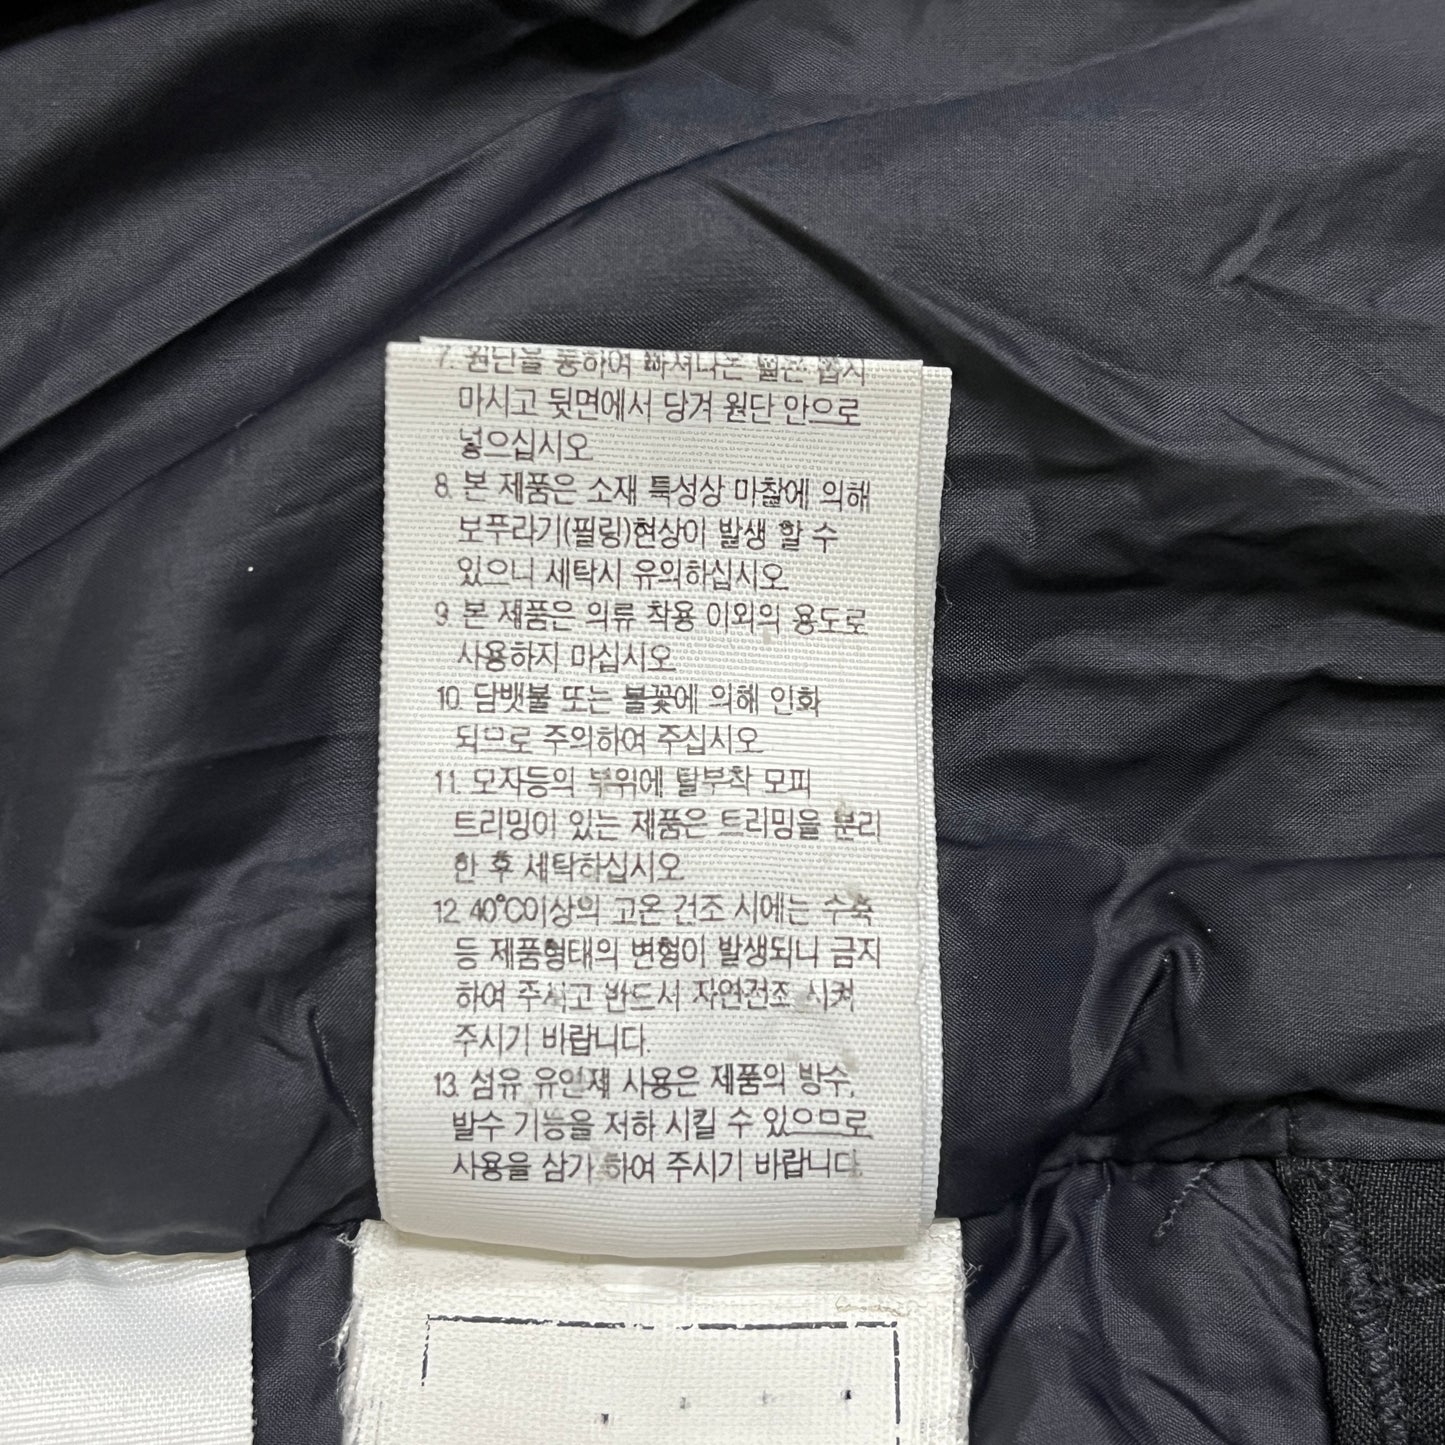 7. 원단을 통하여 빠져나온 털은 뽑지
마시고 뒷면에서 당겨 원단 안으로
넣으십시오.
8. 본 제품은 소재 특성상 마찰에 의해
보푸라기(필링)현상이 발생 할 수
있으니 세탁시 유의하십시오.
9. 본 제품은 의류 착용 이외의 용도로
사용하지 마십시오.
10. 담뱃불 또는 불꽃에 의해 인화
되므로 주의하여 주십시오.
11. 모자등의 부위에 탈부착 모피
트리밍이 있는 제품은 트리밍을 분리
한 후 세탁하십시오.
12. 40°C이상의 고온 건조 시에는 수축
등 제품형태의 변형이 발생되니 금지
하여 주시고 반드시 자연건조 시켜
주시기 바랍니다.
13. 섬유 유연제 사용은 제품의 방수,
발수 기능을 저하 시킬 수 있으므로
사용을 삼가 하여 주시기 바랍니다.